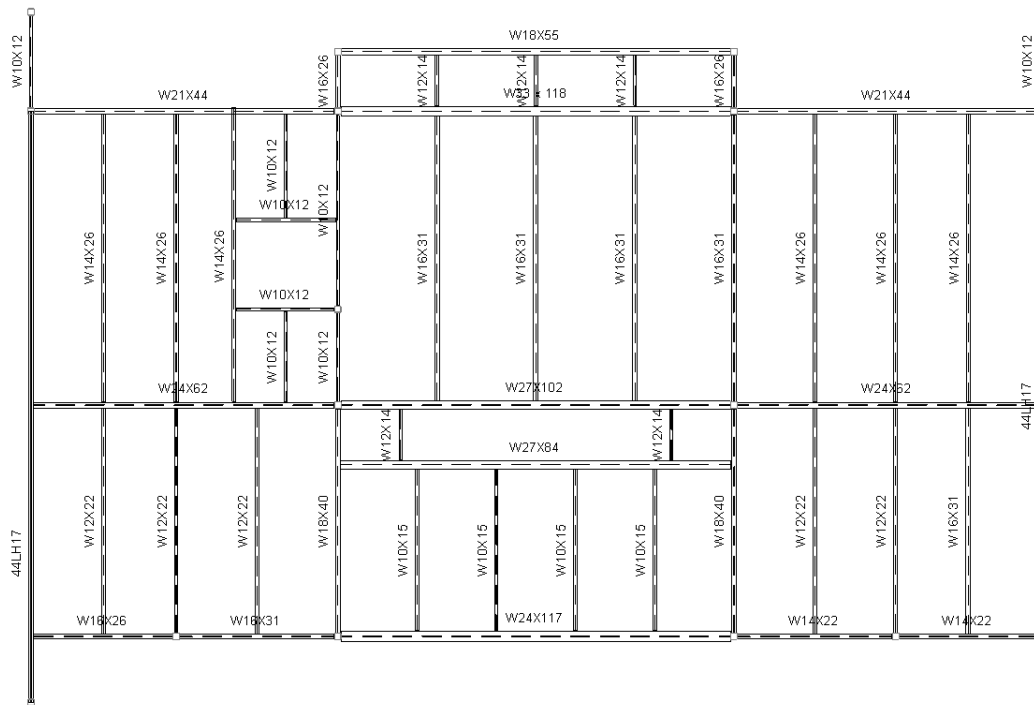 W18X55
W10X12
W16X26
W12X14
W12X14
W12X14
W16X26
W10X12
W21X44
W33 x 118
W21X44
W10X12
W10X12
W10X12
W14X26
W14X26
W14X26
W16X31
W16X31
W16X31
W16X31
W14X26
W14X26
W14X26
W10X12
W10X12
W10X12
W24X62
W27X102
W24X62
44LH17
W12X14
W12X14
W27X84
W12X22
W12X22
W12X22
W18X40
W18X40
W12X22
W12X22
W16X31
44LH17
W10X15
W10X15
W10X15
W10X15
W16X26
W16X31
W24X117
W14X22
W14X22